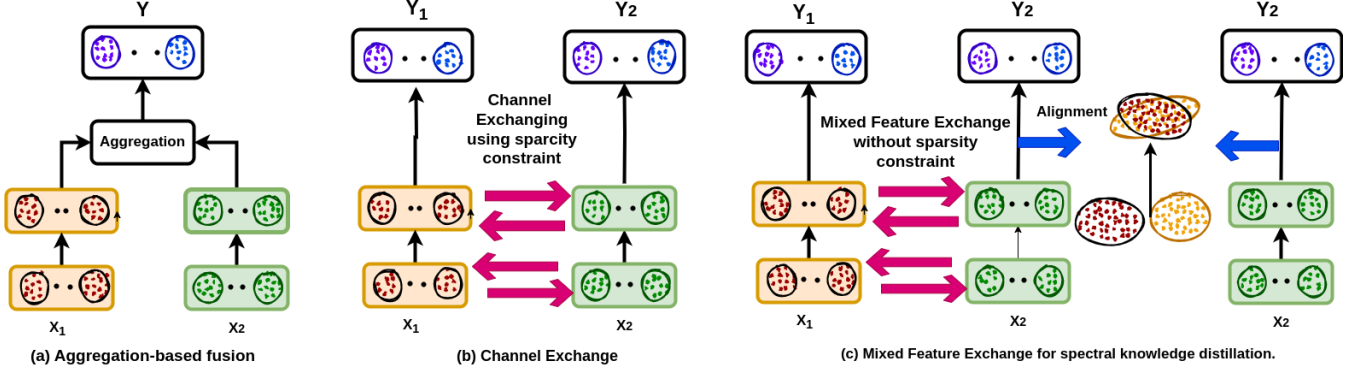 Y
Aggregation
X1
X2
(a) Aggregation-based fusion
Y1
Y2
Channel
Exchanging
using sparcity
constraint
X1
X2
(b) Channel Exchange
Y1
Y2
Y2
Mixed Feature Exchange
without sparsity
constraint
Alignment
X1
X2
X2
(c) Mixed Feature Exchange for spectral knowledge distillation.